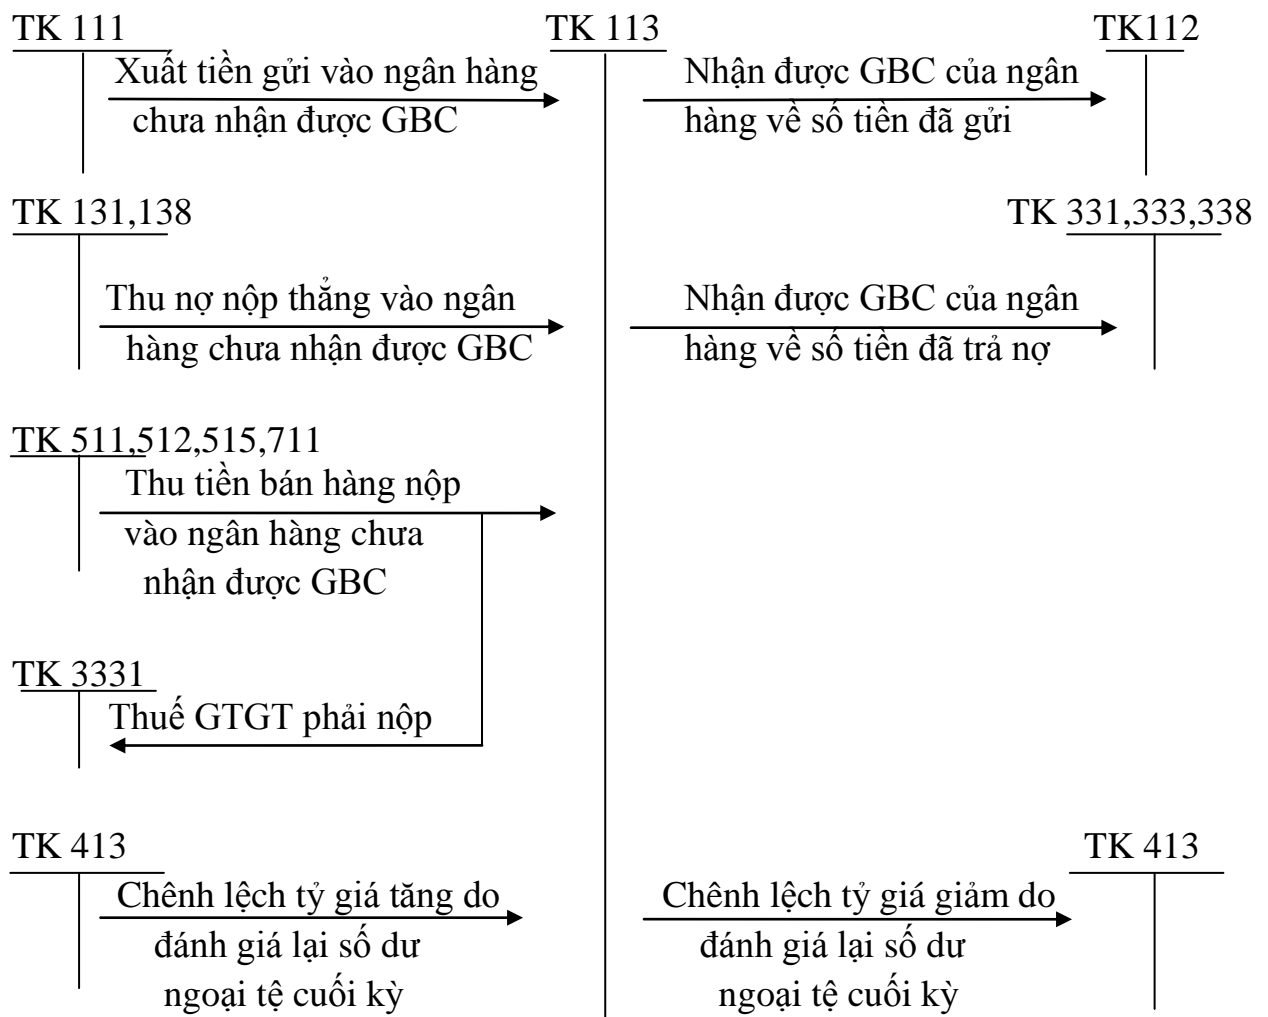 TK 111
TK 113
TK112
Xuất tiền gửi vào ngân hàng
chưa nhận được GBC
Nhận được GBC của ngân
hàng về số tiền đã gửi
TK 131,138
TK 331,333,338
Thu nợ nộp thẳng vào ngân
hàng chưa nhận được GBC
Nhận được GBC của ngân
hàng về số tiền đã trả nợ
TK 511,512,515,711
Thu tiền bán hàng nộp
vào ngân hàng chưa
nhận được GBC
TK 3331
Thuế GTGT phải nộp
TK 413
TK 413
Chênh lệch tỷ giá tăng do
đánh giá lại số dư
ngoại tệ cuối kỳ
Chênh lệch tỷ giá giảm do
đánh giá lại số dư
ngoại tệ cuối kỳ